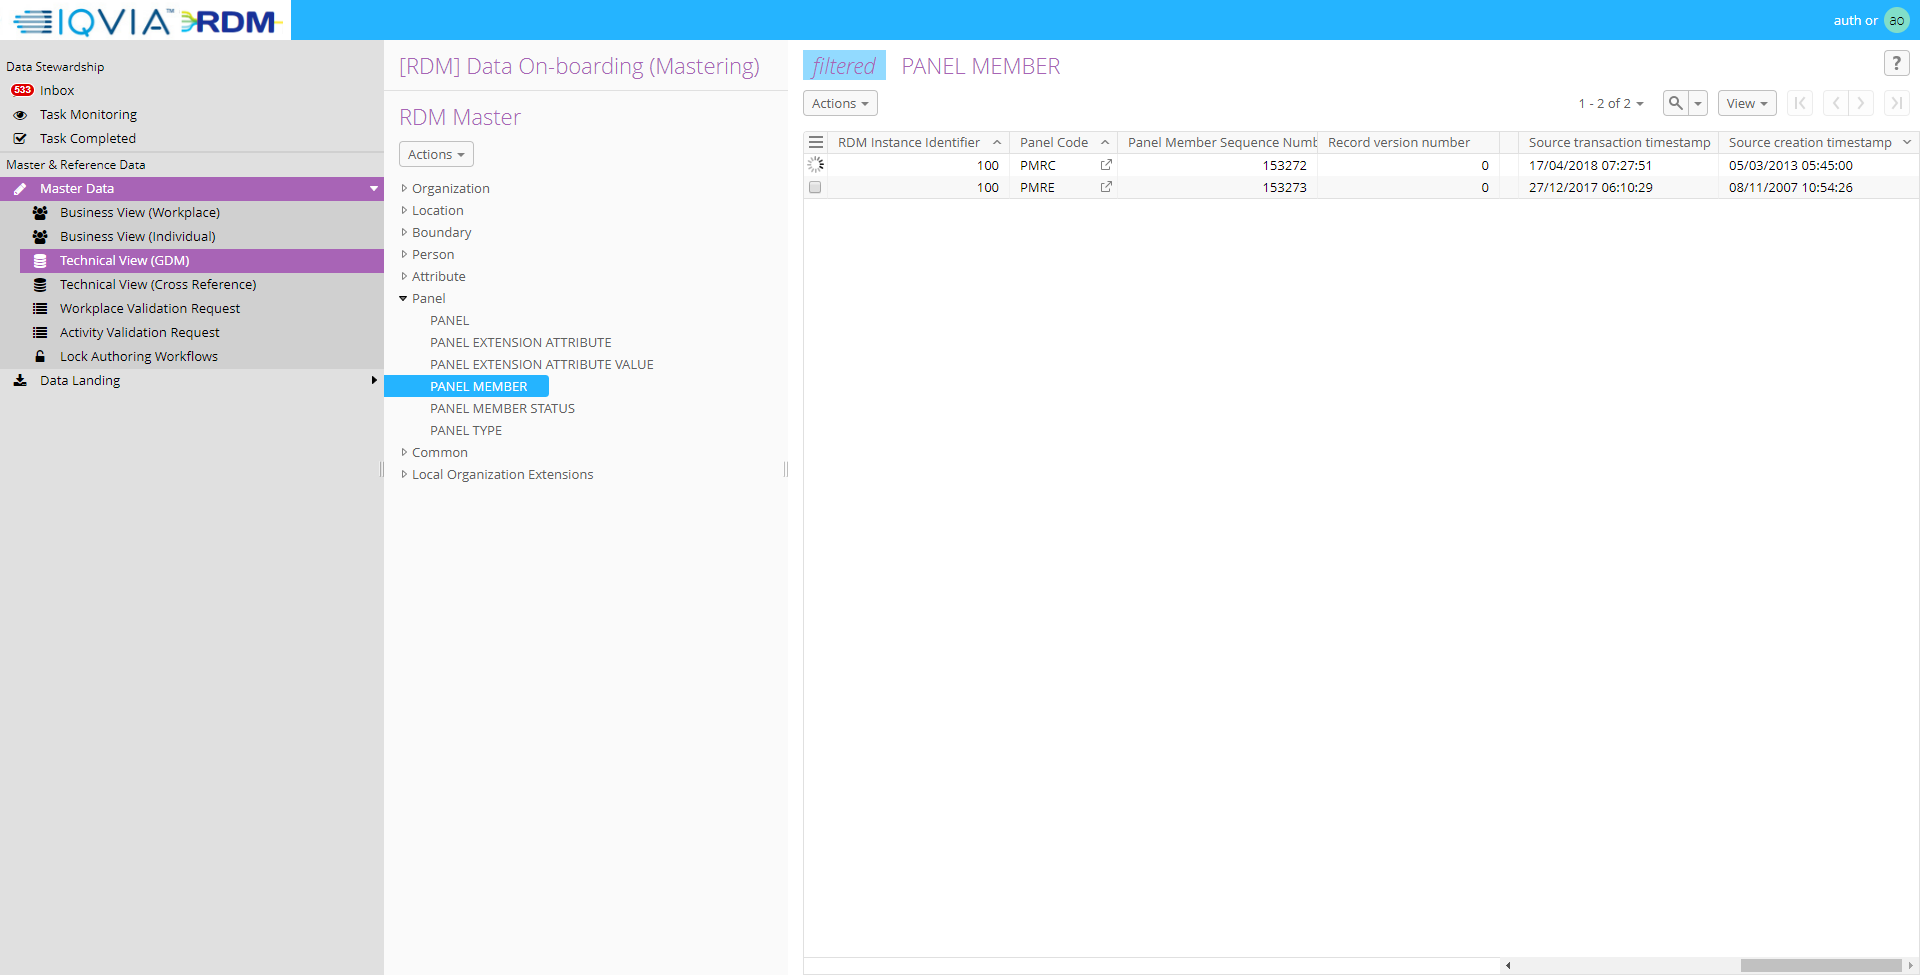 IQVIA™ RDM
auth or ao
Data Stewardship
533 Inbox
Task Monitoring
Task Completed
Master & Reference Data
Master Data
Business View (Workplace)
Business View (Individual)
Technical View (GDM)
Technical View (Cross Reference)
Workplace Validation Request
Activity Validation Request
Lock Authoring Workflows
Data Landing
[RDM] Data On-boarding (Mastering)
RDM Master
Actions
Organization
Location
Boundary
Person
Attribute
Panel
PANEL
PANEL EXTENSION ATTRIBUTE
PANEL EXTENSION ATTRIBUTE VALUE
PANEL MEMBER
PANEL MEMBER STATUS
PANEL TYPE
Common
Local Organization Extensions
filtered PANEL MEMBER ?
Actions 1 - 2 of 2 View
RDM Instance Identifier Panel Code Panel Member Sequence Numb Record version number Source transaction timestamp Source creation timestamp
100 PMRC 153272 0 17/04/2018 07:27:51 05/03/2013 05:45:00
100 PMRE 153273 0 27/12/2017 06:10:29 08/11/2007 10:54:26